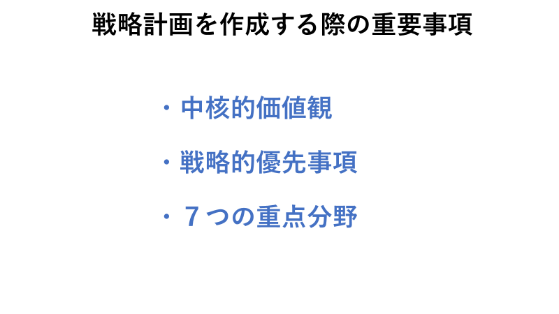 戦略計画を作成する際の重要事項
・中核的価値観
・戦略的優先事項
・７つの重点分野